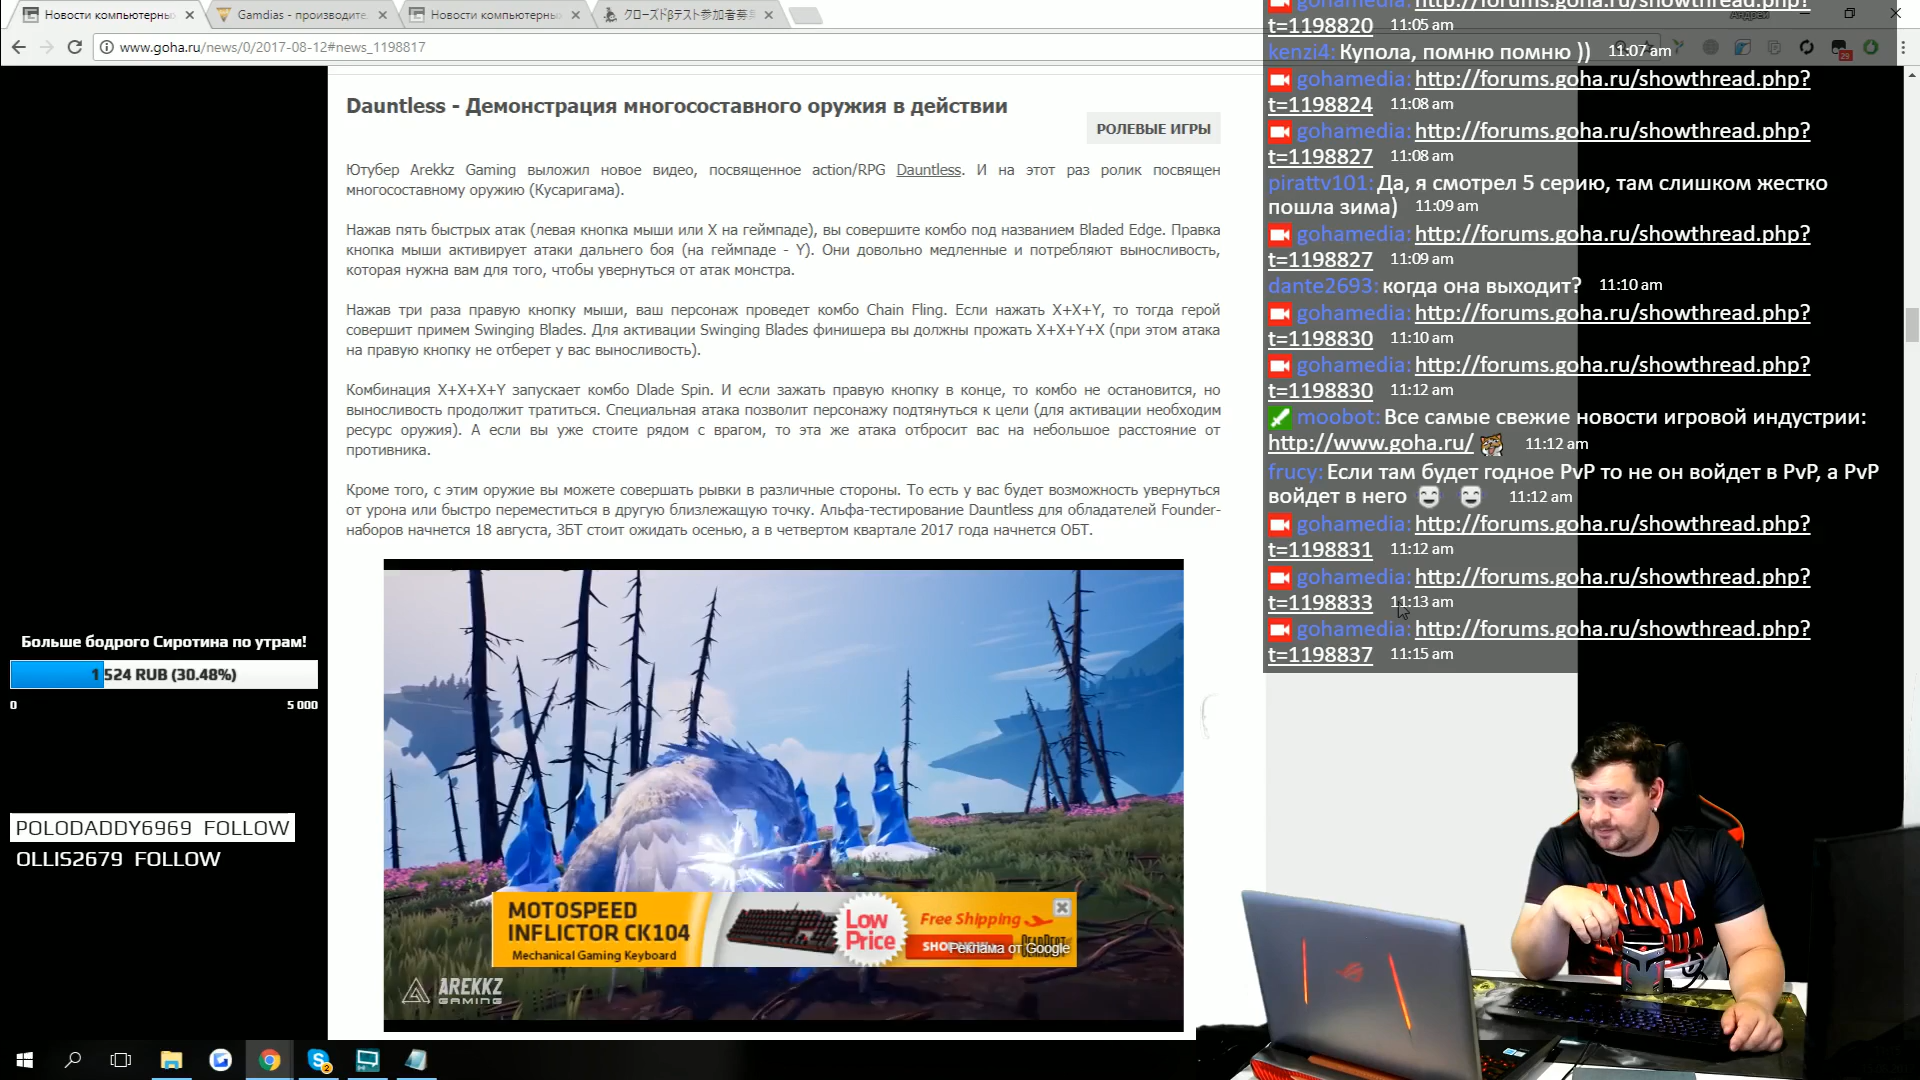 Новости компьютерны
Gamdias - производите
Новости компьютерны
クローズドβテスト参加者募
www.goha.ru/news/0/2017-08-12#news_1198817
Dauntless - Демонстрация многосоставного оружия в действии
РОЛЕВЫЕ ИГРЫ
Ютубер Arekkz Gaming выложил новое видео, посвященное action/RPG Dauntless. И на этот раз ролик посвящен
многосоставному оружию (Кусаригама).
Нажав пять быстрых атак (левая кнопка мыши или X на геймпаде), вы совершите комбо под названием Bladed Edge. Правка
кнопка мыши активирует атаки дальнего боя (на геймпаде - Y). Они довольно медленные и потребляют выносливость,
которая нужна вам для того, чтобы увернуться от атак монстра.
Нажав три раза правую кнопку мыши, ваш персонаж проведет комбо Chain Fling. Если нажать X+X+Y, то тогда герой
совершит примем Swinging Blades. Для активации Swinging Blades финишера вы должны прожать X+X+Y+X (при этом атака
на правую кнопку не отберет у вас выносливость).
Комбинация X+X+X+Y запускает комбо Dlade Spin. И если зажать правую кнопку в конце, то комбо не остановится, но
выносливость продолжит тратиться. Специальная атака позволит персонажу подтянуться к цели (для активации необходим
ресурс оружия). А если вы уже стоите рядом с врагом, то эта же атака отбросит вас на небольшое расстояние от
противника.
Кроме того, с этим оружие вы можете совершать рывки в различные стороны. То есть у вас будет возможность увернуться
от урона или быстро переместиться в другую близлежащую точку. Альфа-тестирование Dauntless для обладателей Founder-
наборов начнется 18 августа, ЗБТ стоит ожидать осенью, а в четвертом квартале 2017 года начнется ОБТ.
MOTOSPEED
INFLICTOR CK104
Mechanical Gaming Keyboard
Low
Price
Free Shipping
Реклама от Google
AREKKZ
GAMING
Больше бодрого Сиротина по утрам!
1 524 RUB (30.48%)
0 5 000
POLODADDY6969 FOLLOW
OLLIS2679 FOLLOW
gohamedia: http://forums.goha.ru/showthread.php?
t=1198820 11:05 am
kenzi4: Купола, помню помню )) 11:07 am
gohamedia: http://forums.goha.ru/showthread.php?
t=1198824 11:08 am
gohamedia: http://forums.goha.ru/showthread.php?
t=1198827 11:08 am
pirattv101: Да, я смотрел 5 серию, там слишком жестко
пошла зима) 11:09 am
gohamedia: http://forums.goha.ru/showthread.php?
t=1198827 11:09 am
dante2693: когда она выходит? 11:10 am
gohamedia: http://forums.goha.ru/showthread.php?
t=1198830 11:10 am
gohamedia: http://forums.goha.ru/showthread.php?
t=1198830 11:12 am
moobot: Все самые свежие новости игровой индустрии:
http://www.goha.ru/ 11:12 am
frucy: Если там будет годное PvP то не он войдет в PvP, а PvP
войдет в него 11:12 am
gohamedia: http://forums.goha.ru/showthread.php?
t=1198831 11:12 am
gohamedia: http://forums.goha.ru/showthread.php?
t=1198833 11:13 am
gohamedia: http://forums.goha.ru/showthread.php?
t=1198837 11:15 am